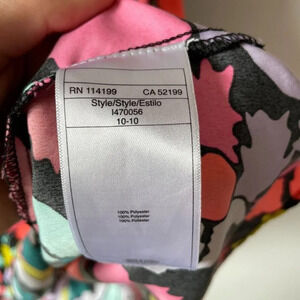 RN 114199 CA 52199
Style/Style/Estilo
I470056
10-10
100% Polyester
100% Polyester
100% Polyester